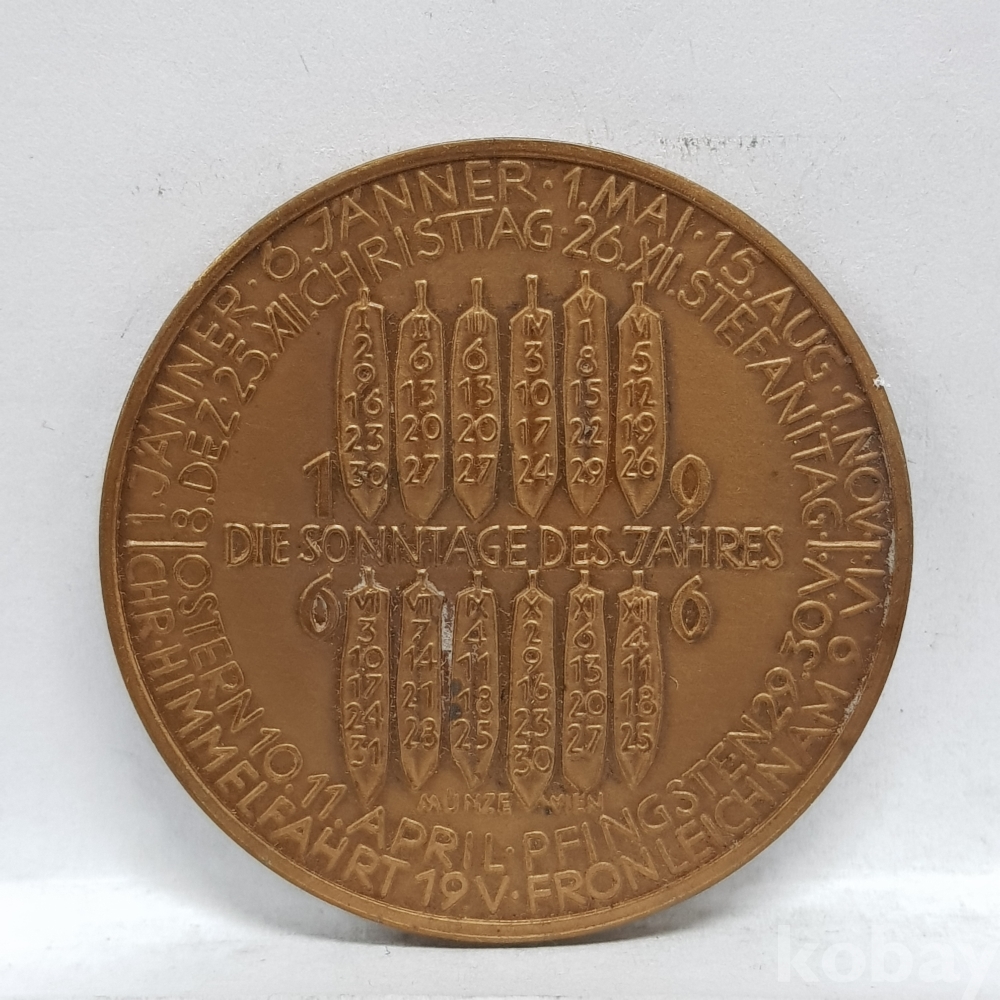 1. JÄNNER · 6. JÄNNER · 1. MAI · 15. AUG · 1. NOV
8. DEZ · 25. XII. CHRISTTAG · 26. XII. STEFANITAG
I 2 9 16 23 30
II 6 13 20 27
III 6 13 20 27
IV 3 10 17 24
V 1 8 15 22 29
VI 5 12 19 26
1 9
DIE SONNTAGE DES JAHRES
6 6
VII 3 10 17 24 31
VIII 7 14 21 28
IX 4 11 18 25
X 2 9 16 23 30
XI 6 13 20 27
XII 4 11 18 25
MÜNZE WIEN
OSTERN 10. 11. APRIL · PFINGSTEN 29. 30. V.
CHR · HIMMELFAHRT 19 V · FRONLEICHNAM 9. VI.
kobay